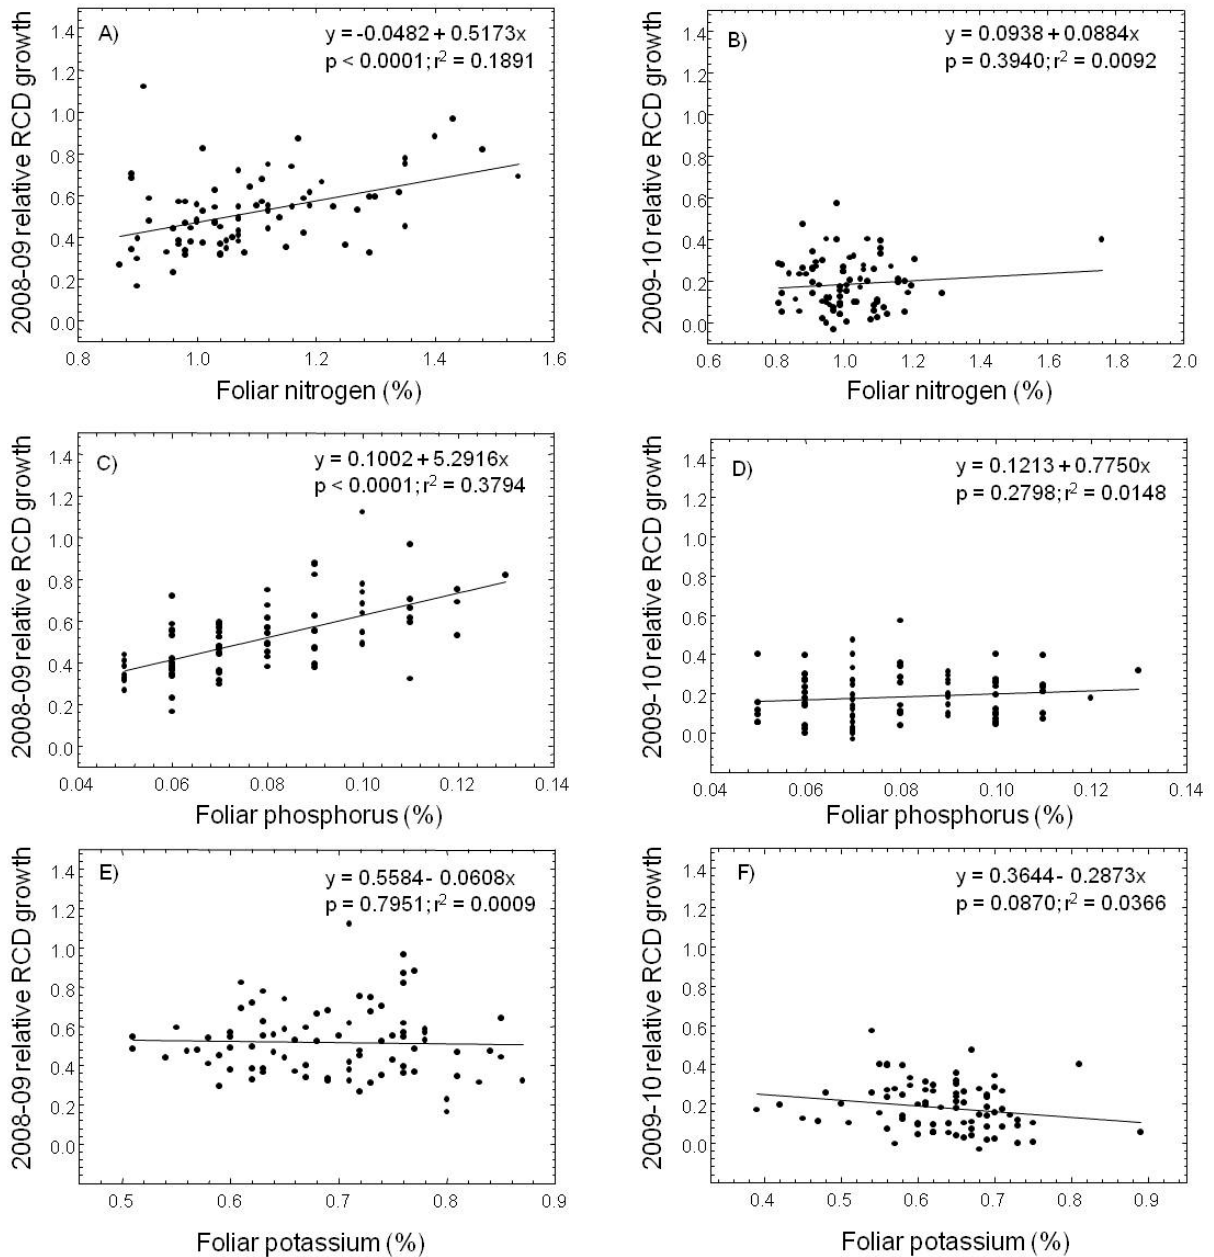 A)
y = -0.0482 + 0.5173x
p < 0.0001; r² = 0.1891
2008-09 relative RCD growth
1.4
1.2
1.0
0.8
0.6
0.4
0.2
0.0
0.8 1.0 1.2 1.4 1.6
Foliar nitrogen (%)
B)
y = 0.0938 + 0.0884x
p = 0.3940; r² = 0.0092
2009-10 relative RCD growth
1.4
1.2
1.0
0.8
0.6
0.4
0.2
0.0
0.6 0.8 1.0 1.2 1.4 1.6 1.8 2.0
Foliar nitrogen (%)
C)
y = 0.1002 + 5.2916x
p < 0.0001; r² = 0.3794
2008-09 relative RCD growth
1.4
1.2
1.0
0.8
0.6
0.4
0.2
0.0
0.04 0.06 0.08 0.10 0.12 0.14
Foliar phosphorus (%)
D)
y = 0.1213 + 0.7750x
p = 0.2798; r² = 0.0148
2009-10 relative RCD growth
1.4
1.2
1.0
0.8
0.6
0.4
0.2
0.0
0.04 0.06 0.08 0.10 0.12 0.14
Foliar phosphorus (%)
E)
y = 0.5584 - 0.0608x
p = 0.7951; r² = 0.0009
2008-09 relative RCD growth
1.4
1.2
1.0
0.8
0.6
0.4
0.2
0.0
0.5 0.6 0.7 0.8 0.9
Foliar potassium (%)
F)
y = 0.3644 - 0.2873x
p = 0.0870; r² = 0.0366
2009-10 relative RCD growth
1.4
1.2
1.0
0.8
0.6
0.4
0.2
0.0
0.4 0.5 0.6 0.7 0.8 0.9
Foliar potassium (%)